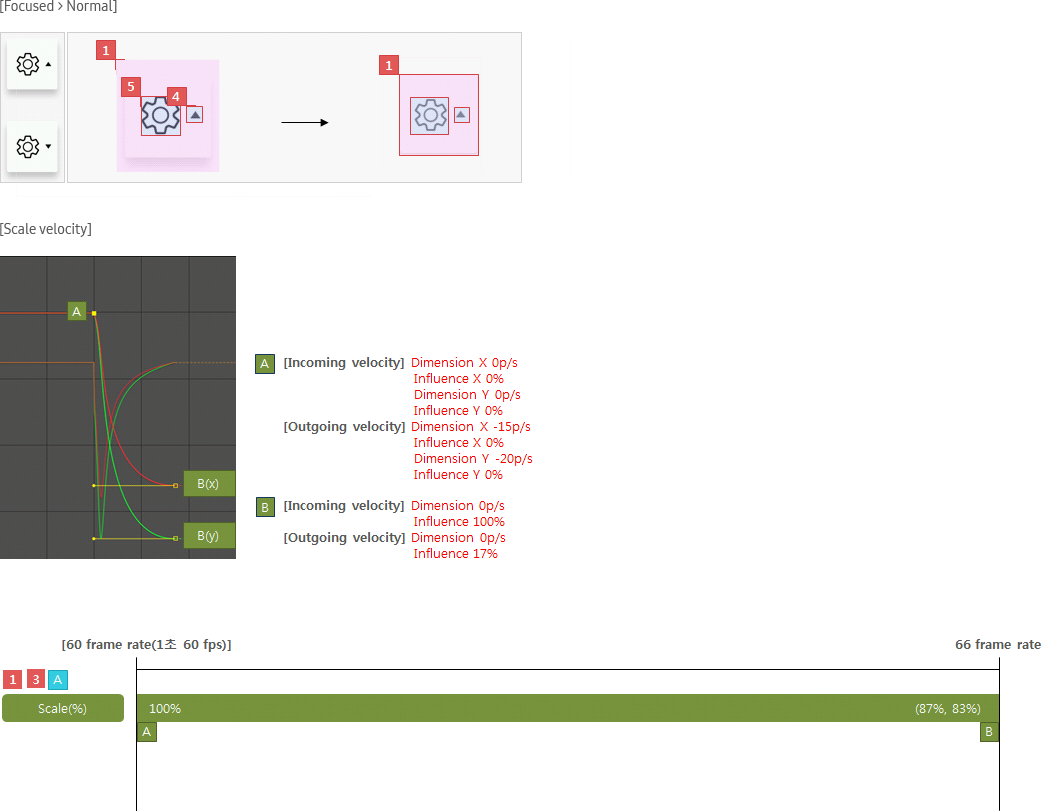 [Focused > Normal]
1
5
4
1
[Scale velocity]
A
B(x)
B(y)
A [Incoming velocity] Dimension X 0p/s
Influence X 0%
Dimension Y 0p/s
Influence Y 0%
[Outgoing velocity] Dimension X -15p/s
Influence X 0%
Dimension Y -20p/s
Influence Y 0%
B [Incoming velocity] Dimension 0p/s
Influence 100%
[Outgoing velocity] Dimension 0p/s
Influence 17%
[60 frame rate(1초 60 fps)] 66 frame rate
1 3 A
Scale(%) 100% (87%, 83%)
A B